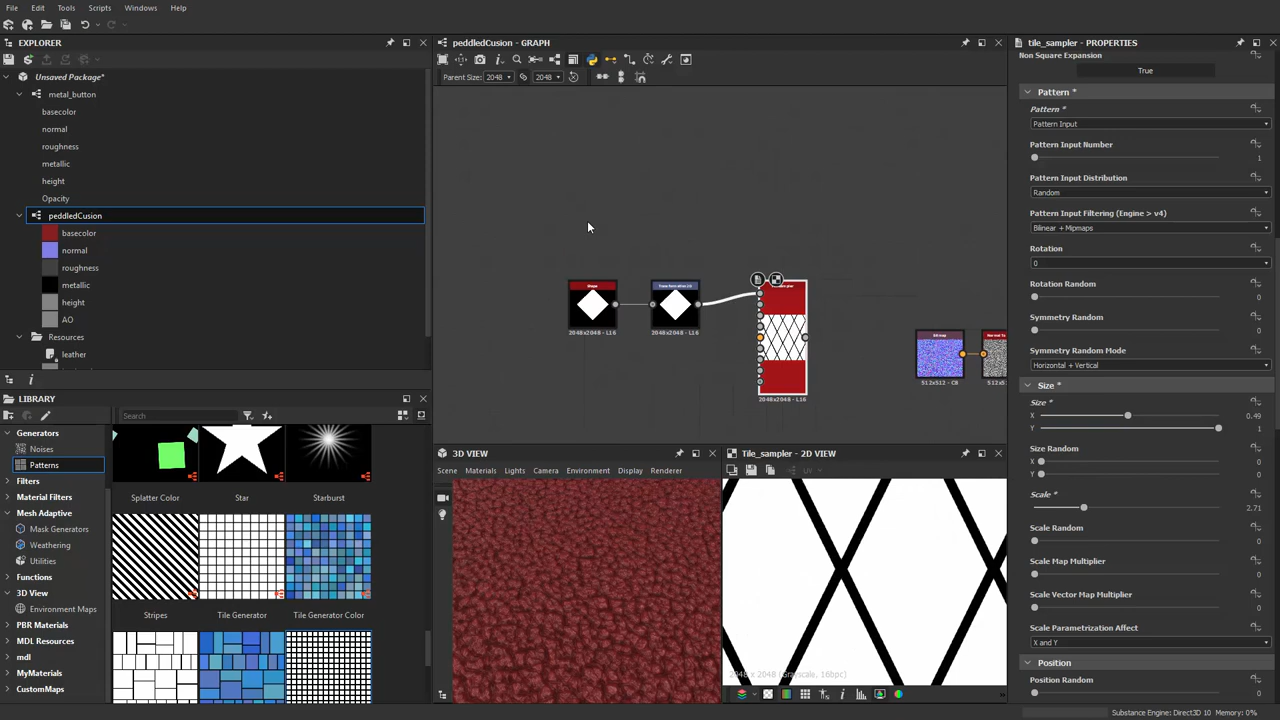 File Edit Tools Scripts Windows Help
EXPLORER
Unsaved Package*
metal_button
basecolor
normal
roughness
metallic
height
Opacity
peddledCusion
basecolor
normal
roughness
metallic
height
AO
Resources
leather
LIBRARY
Search
Generators
Noises
Patterns
Filters
Material Filters
Mesh Adaptive
Mask Generators
Weathering
Utilities
Functions
3D View
Environment Maps
PBR Materials
MDL Resources
mdl
MyMaterials
CustomMaps
Splatter Color Star Starburst
Stripes Tile Generator Tile Generator Color
peddledCusion - GRAPH
Parent Size: 2048 2048
Shape
2048x2048 - L16
2048x2048 - L16
2048x2048 - L16
512x512 - C8
3D VIEW
Scene Materials Lights Camera Environment Display Renderer
Tile_sampler - 2D VIEW
UV
2048 x 2048 (Grayscale, 16bpc)
tile_sampler - PROPERTIES
Non Square Expansion
True
Pattern *
Pattern *
Pattern Input
Pattern Input Number
1
Pattern Input Distribution
Random
Pattern Input Filtering (Engine > v4)
Bilinear + Mipmaps
Rotation
0
Rotation Random
0
Symmetry Random
0
Symmetry Random Mode
Horizontal + Vertical
Size *
Size *
X 0.49
Y 1
Size Random
X 0
Y 0
Scale *
2.71
Scale Random
0
Scale Map Multiplier
0
Scale Vector Map Multiplier
0
Scale Parametrization Affect
X and Y
Position
Position Random
0
Substance Engine: Direct3D 10 Memory: 0%